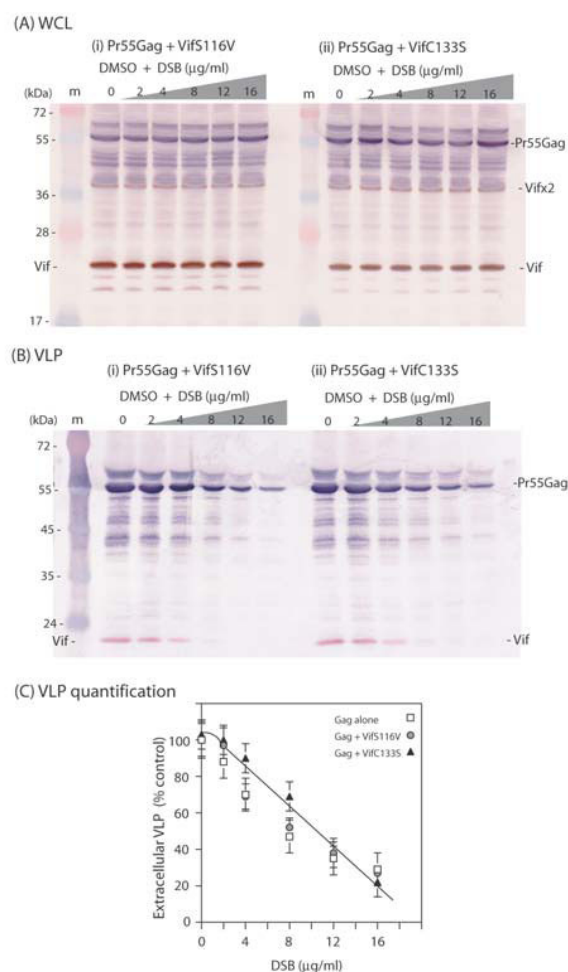 (A) WCL
(i) Pr55Gag + VifS116V (ii) Pr55Gag + VifC133S
DMSO + DSB (μg/ml) DMSO + DSB (μg/ml)
(kDa) m 0 2 4 8 12 16 m 0 2 4 8 12 16
72 -
55 - -Pr55Gag
36 - - Vifx2
28 -
Vif - - Vif
17 -
(B) VLP
(i) Pr55Gag + VifS116V (ii) Pr55Gag + VifC133S
DMSO + DSB (μg/ml) DMSO + DSB (μg/ml)
(kDa) m 0 2 4 8 12 16 0 2 4 8 12 16
72 -
55 - -Pr55Gag
45 -
35 -
24 -
Vif - - Vif
(C) VLP quantification
Extracellular VLP (% control)
Gag alone
Gag + VifS116V
Gag + VifC133S
100
80
60
40
20
0
0 4 8 12 16
DSB (μg/ml)